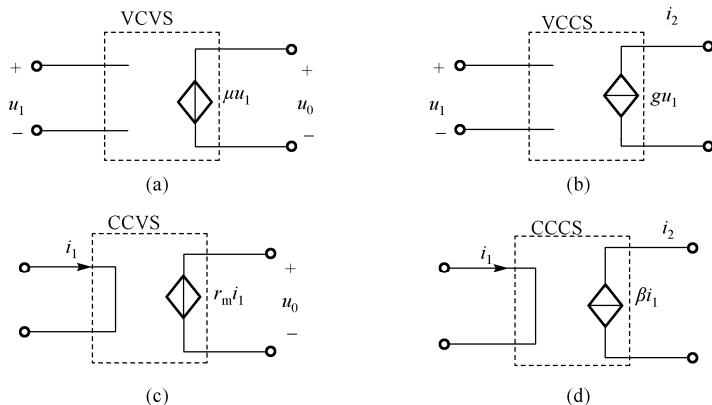 VCVS
+
u₁
−
μu₁
+
u₀
−
(a)
VCCS
i₂
+
u₁
−
gu₁
(b)
CCVS
i₁
rₘi₁
+
u₀
−
(c)
CCCS
i₂
i₁
βi₁
(d)